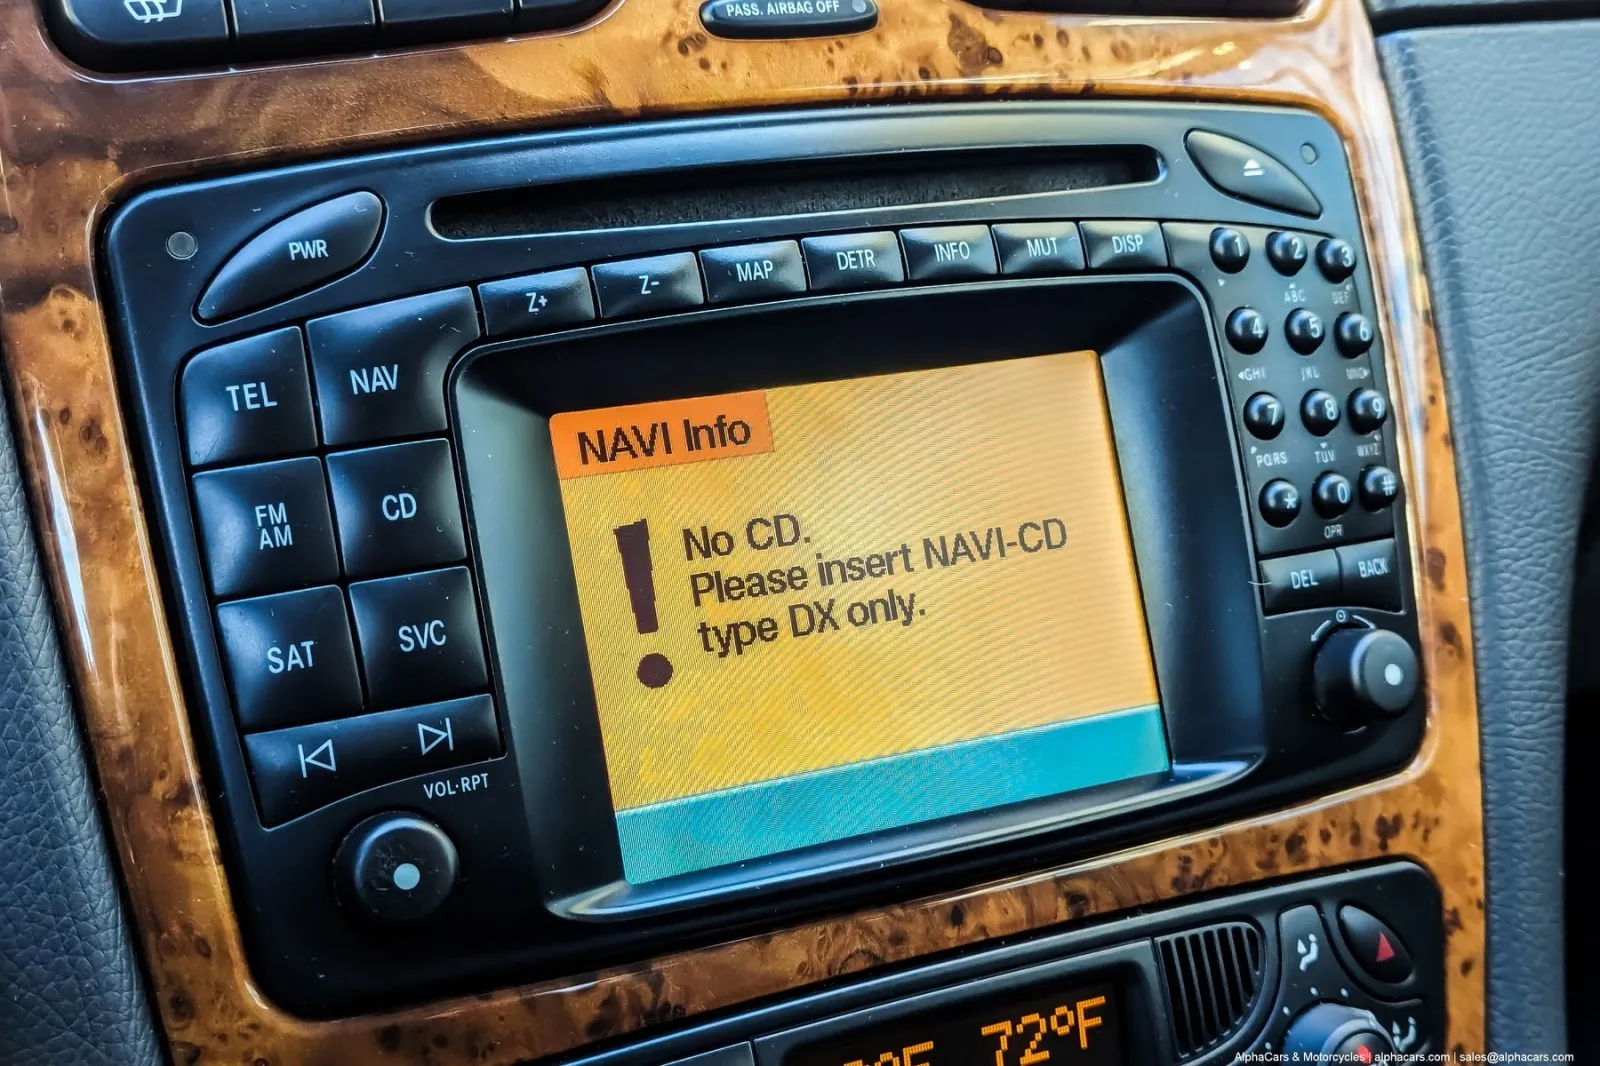 PASS. AIRBAG OFF
PWR
Z+
Z-
MAP
DETR
INFO
MUT
DISP
1
2
3
ABC
DEF
TEL
NAV
4
5
6
GHI
JKL
MNO
FM
AM
CD
7
8
9
PQRS
TUV
WXYZ
*
0
#
OPR
SAT
SVC
DEL
BACK
VOL·RPT
NAVI Info
!
No CD.
Please insert NAVI-CD
type DX only.
72°F
AlphaCars & Motorcycles | alphacars.com | sales@alphacars.com